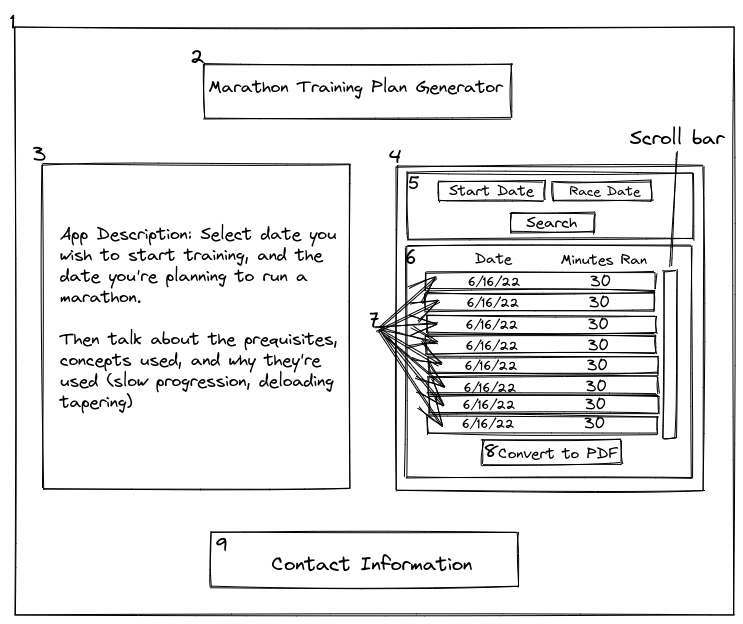 1
2
Marathon Training Plan Generator
3
App Description: Select date you
wish to start training, and the
date you're planning to run a
marathon.
Then talk about the prequisites,
concepts used, and why they're
used (slow progression, deloading
tapering)
Scroll bar
4
5
Start Date Race Date
Search
6
Date Minutes Ran
6/16/22 30
6/16/22 30
6/16/22 30
6/16/22 30
6/16/22 30
6/16/22 30
6/16/22 30
6/16/22 30
7
8 Convert to PDF
9
Contact Information